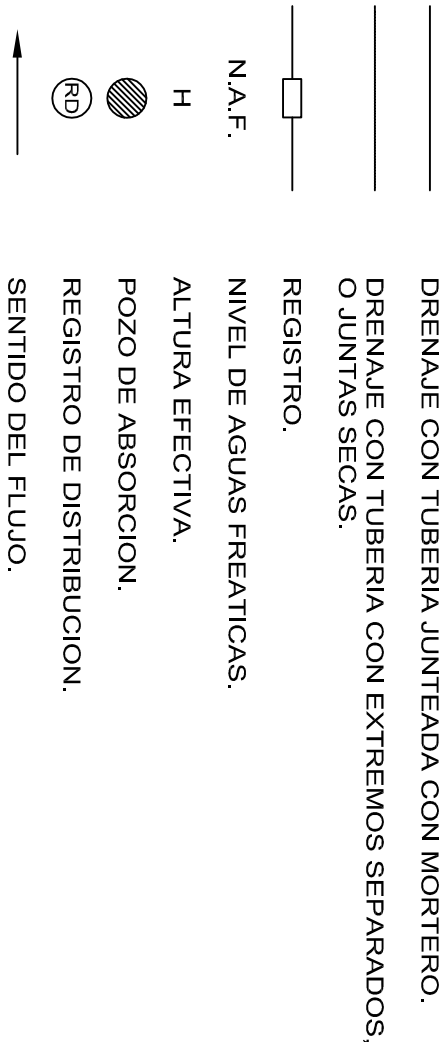 DRENAJE CON TUBERIA JUNTEADA CON MORTERO.
DRENAJE CON TUBERIA CON EXTREMOS SEPARADOS,
O JUNTAS SECAS.
REGISTRO.
N.A.F. NIVEL DE AGUAS FREATICAS.
H ALTURA EFECTIVA.
POZO DE ABSORCION.
RD REGISTRO DE DISTRIBUCION.
SENTIDO DEL FLUJO.